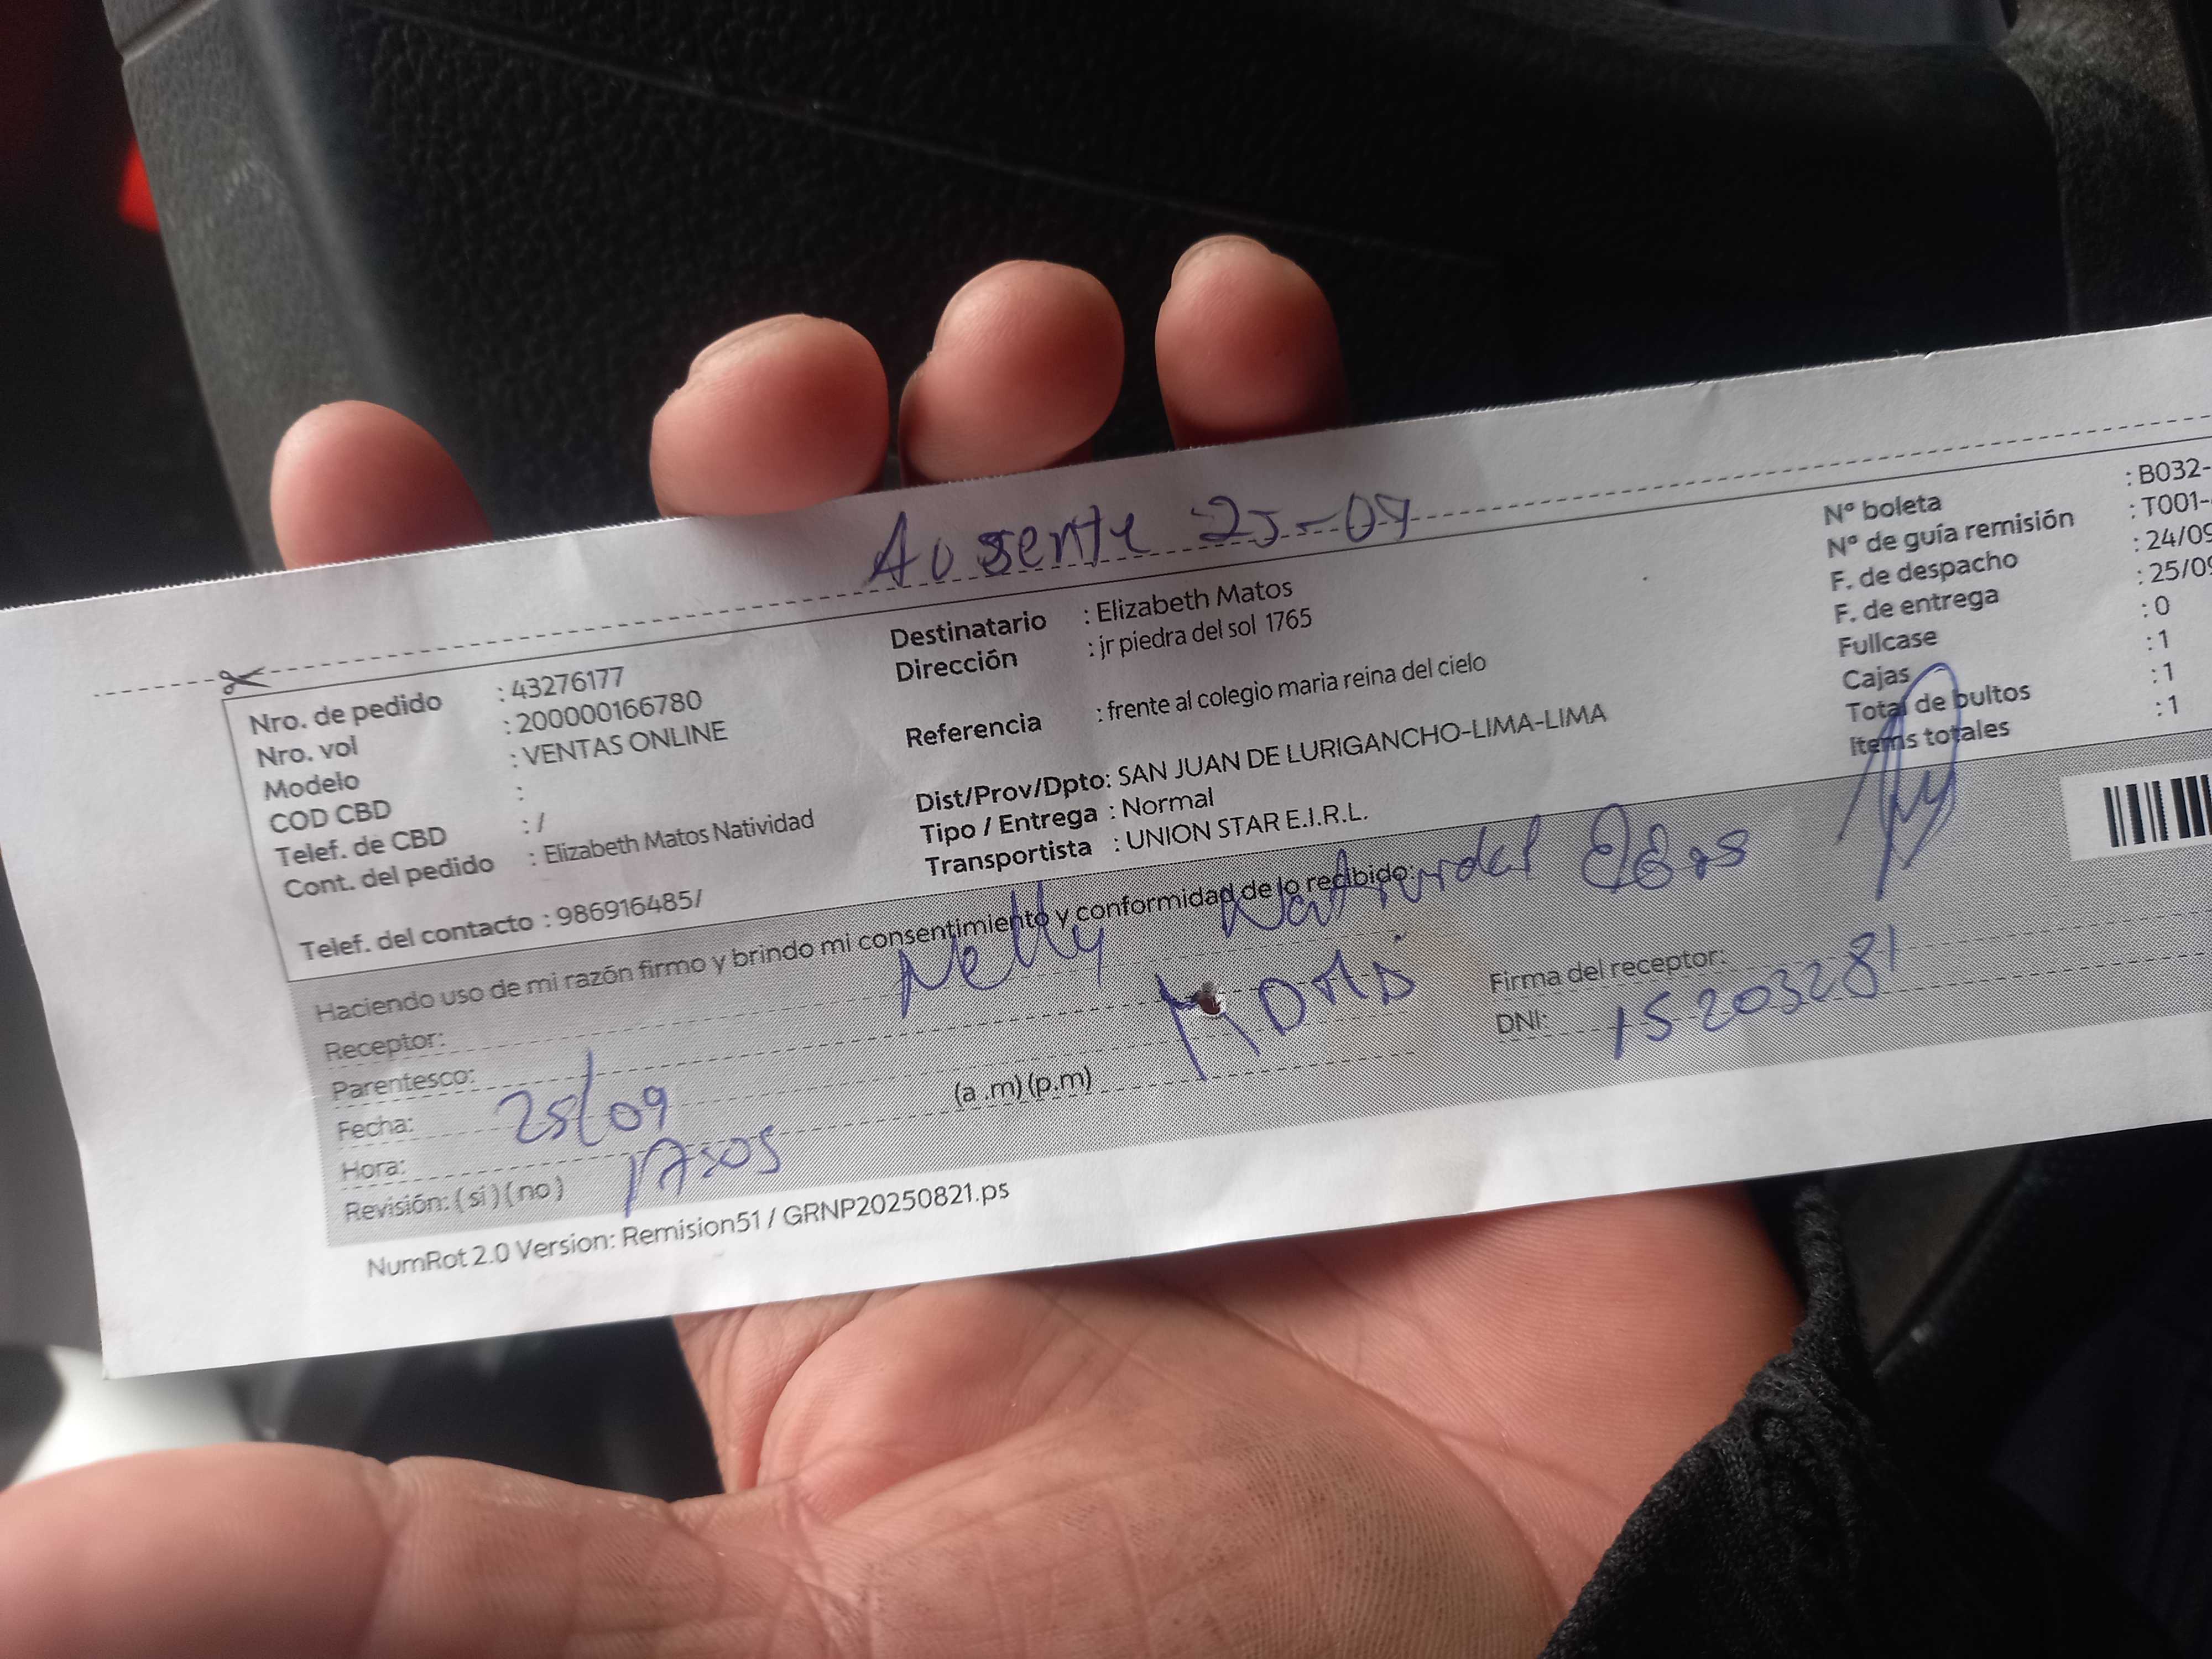 Ausente 25-09
Nro. de pedido : 43276177
Nro. vol : 200000166780
Modelo : VENTAS ONLINE
COD CBD :
Telef. de CBD : /
Cont. del pedido : Elizabeth Matos Natividad
Telef. del contacto : 986916485/
Destinatario : Elizabeth Matos
Dirección : jr piedra del sol 1765
Referencia : frente al colegio maria reina del cielo
Dist/Prov/Dpto: SAN JUAN DE LURIGANCHO-LIMA-LIMA
Tipo / Entrega : Normal
Transportista : UNION STAR E.I.R.L.
N° boleta : B032-
N° de guía remisión : T001-
F. de despacho : 24/09
F. de entrega : 25/09
Fullcase : 0
Cajas : 1
Total de bultos : 1
Items totales : 1
Haciendo uso de mi razón firmo y brindo mi consentimiento y conformidad de lo recibido:
Receptor: Nelly Natividad
Parentesco: MAMA
Fecha: 25/09
Hora: (a .m) (p.m)
Revisión: ( si ) ( no )
Firma del receptor:
DNI: 15203281
NumRot 2.0 Version: Remision51 / GRNP20250821.ps